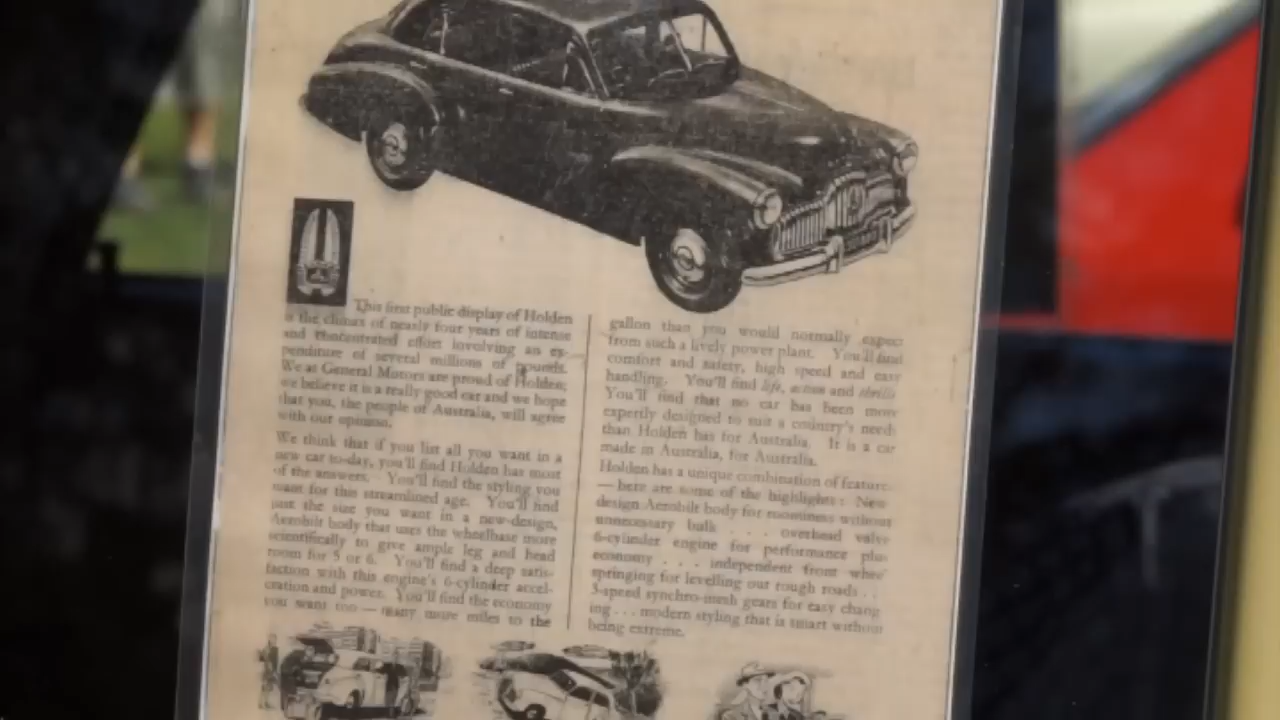 This first public display of Holden
is the climax of nearly four years of intense
and concentrated effort involving an ex-
penditure of several millions of pounds.
We at General Motors are proud of Holden;
we believe it is a really good car and we hope
that you, the people of Australia, will agree
with our opinion.
We think that if you list all you want in a
new car to-day, you'll find Holden has most
of the answers. You'll find the styling you
want for this streamlined age. You'll find
just the size you want in a new-design,
Aerobilt body that uses the wheelbase more
scientifically to give ample leg and head
room for 5 or 6. You'll find a deep satis-
faction with this engine's 6-cylinder accel-
eration and power. You'll find the economy
you want too — many more miles to the
gallon than you would normally expect
from such a lively power plant. You'll find
comfort and safety, high speed and easy
handling. You'll find life, action and thrills
You'll find that no car has been more
expertly designed to suit a country's needs
than Holden has for Australia. It is a car
made in Australia, for Australia.
Holden has a unique combination of features
— here are some of the highlights: New
design Aerobilt body for roominess without
unnecessary bulk . . . . overhead valve
6-cylinder engine for performance plus
economy . . . independent front wheel
springing for levelling out rough roads . .
3-speed synchro-mesh gears for easy chang
ing . . . modern styling that is smart without
being extreme.